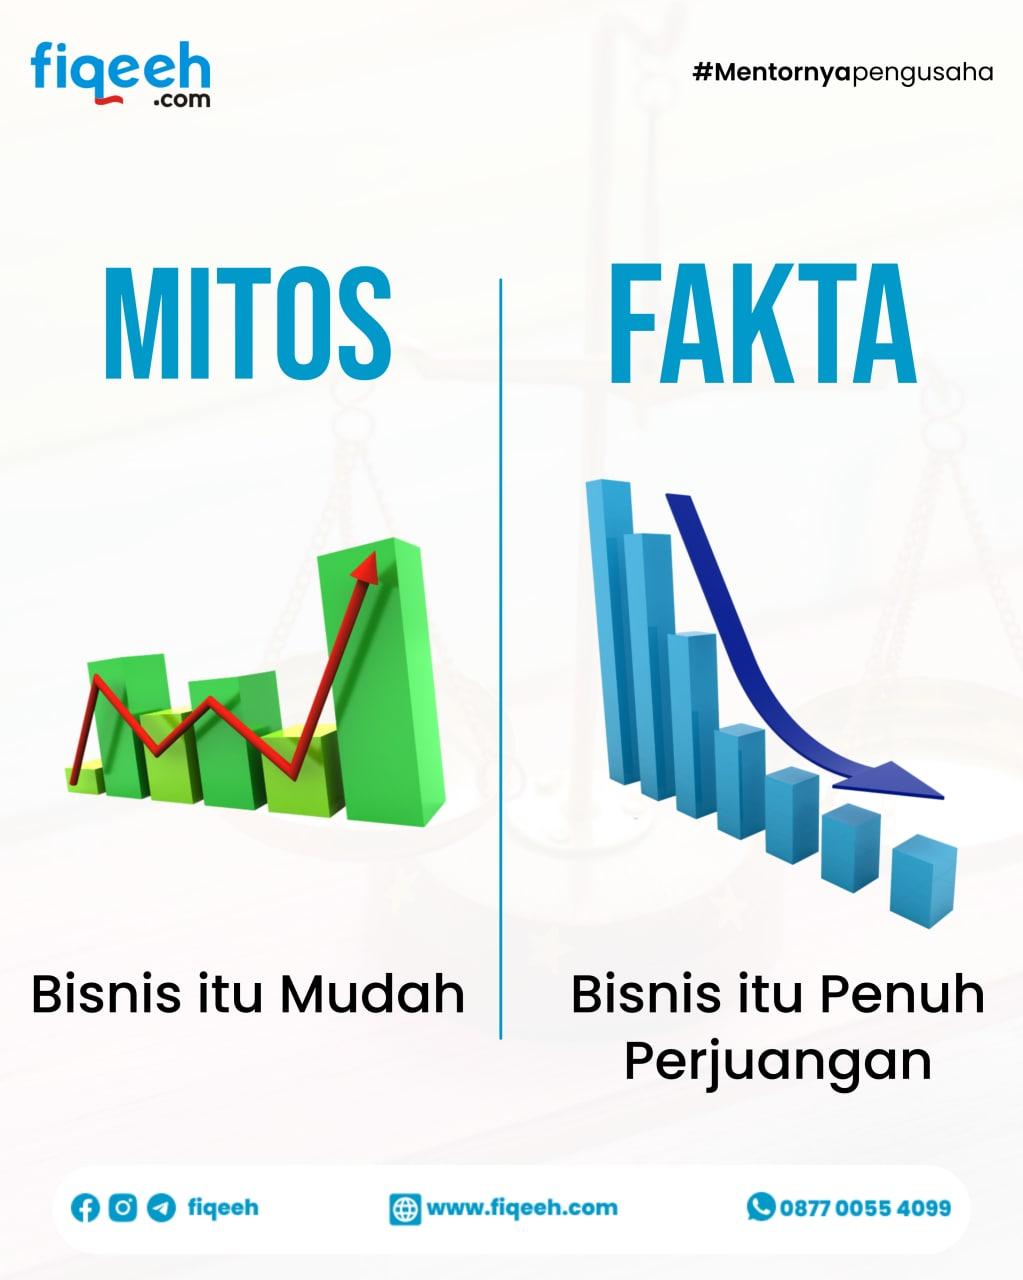 fiqeeh
.com
#Mentornyapengusaha
MITOS
FAKTA
Bisnis itu Mudah
Bisnis itu Penuh
Perjuangan
fiqeeh
www.fiqeeh.com
0877 0055 4099